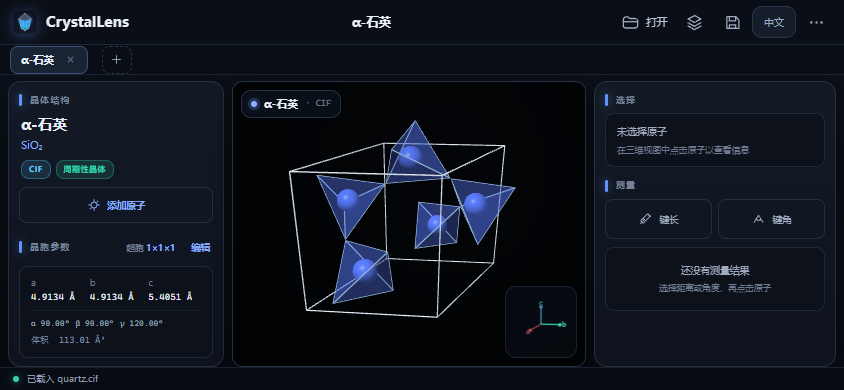 CrystalLens
α-石英
打开
中文
α-石英 ×
+
晶体结构
α-石英
SiO₂
CIF 周期性晶体
添加原子
晶胞参数 超胞 1×1×1 编辑
a b c
4.9134 Å 4.9134 Å 5.4051 Å
α 90.00° β 90.00° γ 120.00°
体积 113.01 Å³
α-石英 · CIF
c
a b
选择
未选择原子
在三维视图中点击原子以查看信息
测量
键长 键角
还没有测量结果
选择距离或角度，再点击原子
已载入 quartz.cif